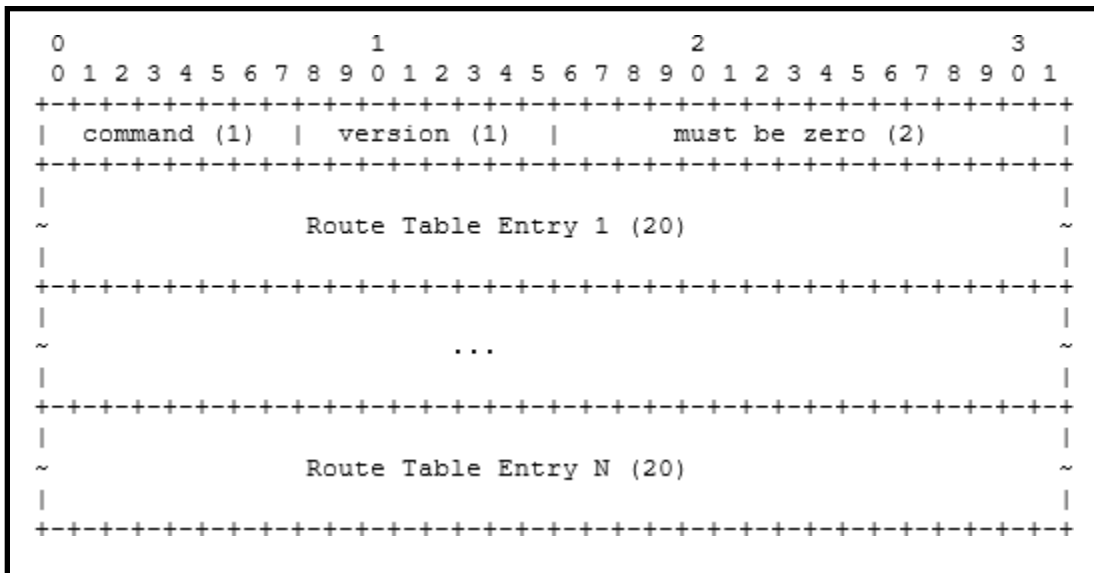 0                   1                   2                   3
0 1 2 3 4 5 6 7 8 9 0 1 2 3 4 5 6 7 8 9 0 1 2 3 4 5 6 7 8 9 0 1
+-+-+-+-+-+-+-+-+-+-+-+-+-+-+-+-+-+-+-+-+-+-+-+-+-+-+-+-+-+-+-+-+
|  command (1)  |  version (1)  |       must be zero (2)        |
+-+-+-+-+-+-+-+-+-+-+-+-+-+-+-+-+-+-+-+-+-+-+-+-+-+-+-+-+-+-+-+-+
|                                                               |
~                Route Table Entry 1 (20)                       ~
|                                                               |
+-+-+-+-+-+-+-+-+-+-+-+-+-+-+-+-+-+-+-+-+-+-+-+-+-+-+-+-+-+-+-+-+
|                                                               |
~                         ...                                   ~
|                                                               |
+-+-+-+-+-+-+-+-+-+-+-+-+-+-+-+-+-+-+-+-+-+-+-+-+-+-+-+-+-+-+-+-+
|                                                               |
~                Route Table Entry N (20)                       ~
|                                                               |
+-+-+-+-+-+-+-+-+-+-+-+-+-+-+-+-+-+-+-+-+-+-+-+-+-+-+-+-+-+-+-+-+